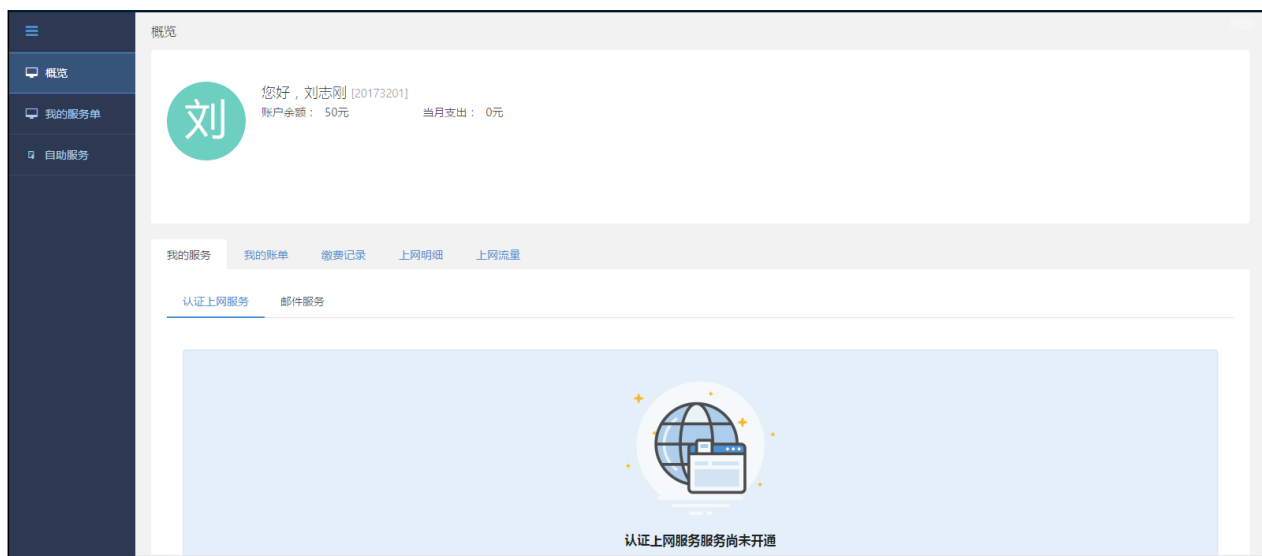 概览
概览
我的服务单
自助服务
刘
您好，刘志刚 [20173201]
账户余额： 50元 当月支出： 0元
我的服务 我的账单 缴费记录 上网明细 上网流量
认证上网服务 邮件服务
认证上网服务服务尚未开通